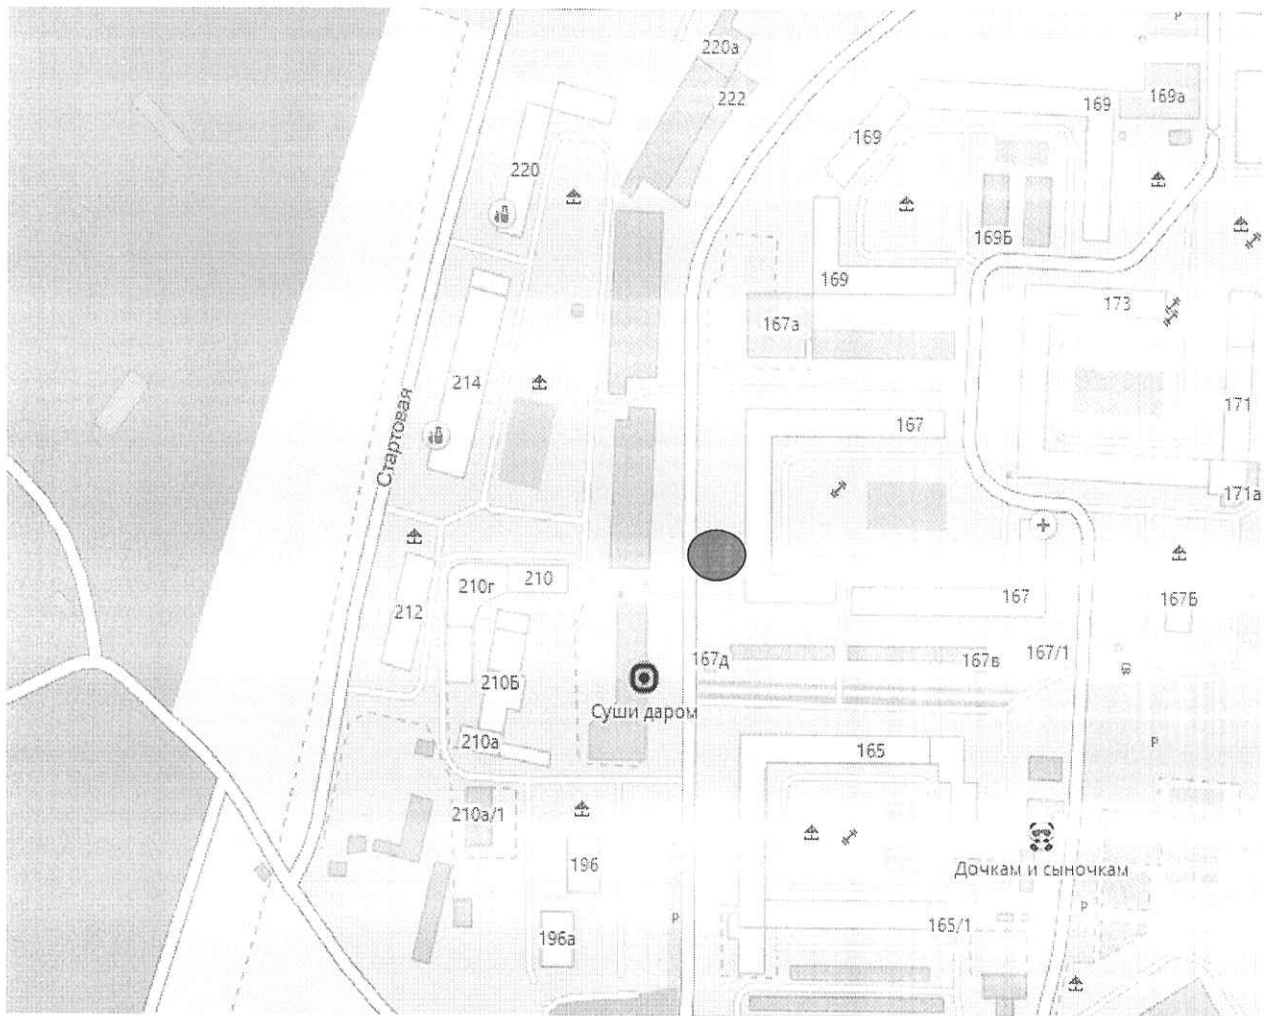 Р
220а
222
169
169а
169
220
169Б
169
173
167а
214
171
167
Стартовая
171а
210г
210
212
167
167Б
167д
167в
167/1
210Б
Суши даром
210а
165
Р
210а/1
196
Дочкам и сыночкам
Р
Р
196а
165/1